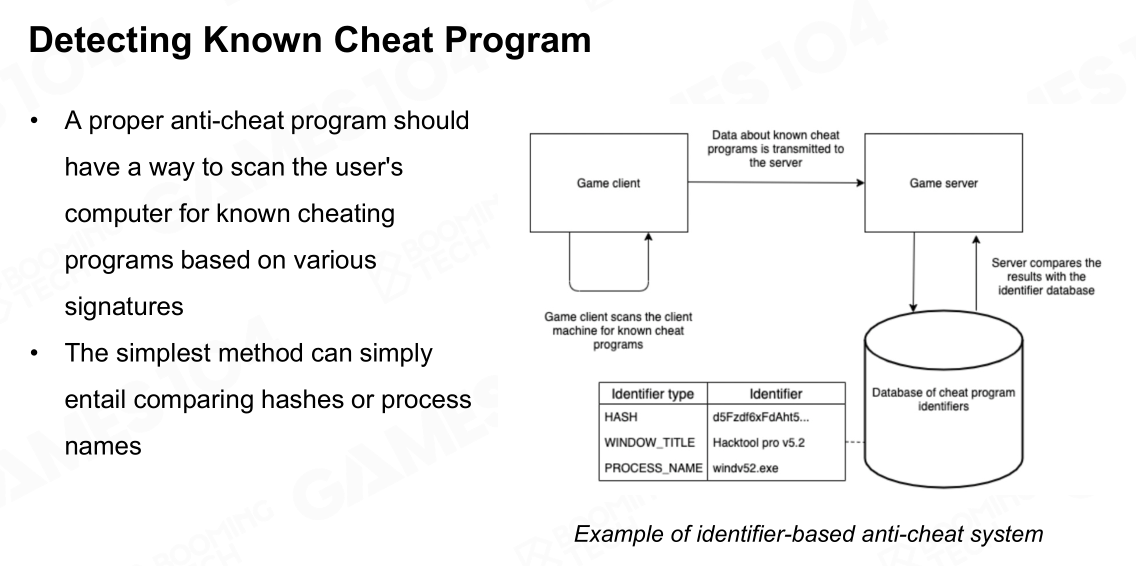 Detecting Known Cheat Program
• A proper anti-cheat program should
have a way to scan the user's
computer for known cheating
programs based on various
signatures
• The simplest method can simply
entail comparing hashes or process
names
Data about known cheat
programs is transmitted to
the server
Game client
Game server
Server compares the
results with the
identifier database
Game client scans the client
machine for known cheat
programs
Database of cheat program
identifiers
Identifier type Identifier
HASH d5Fzdf6xFdAht5...
WINDOW_TITLE Hacktool pro v5.2
PROCESS_NAME windv52.exe
Example of identifier-based anti-cheat system
GAMES104
BOOMING
TECH